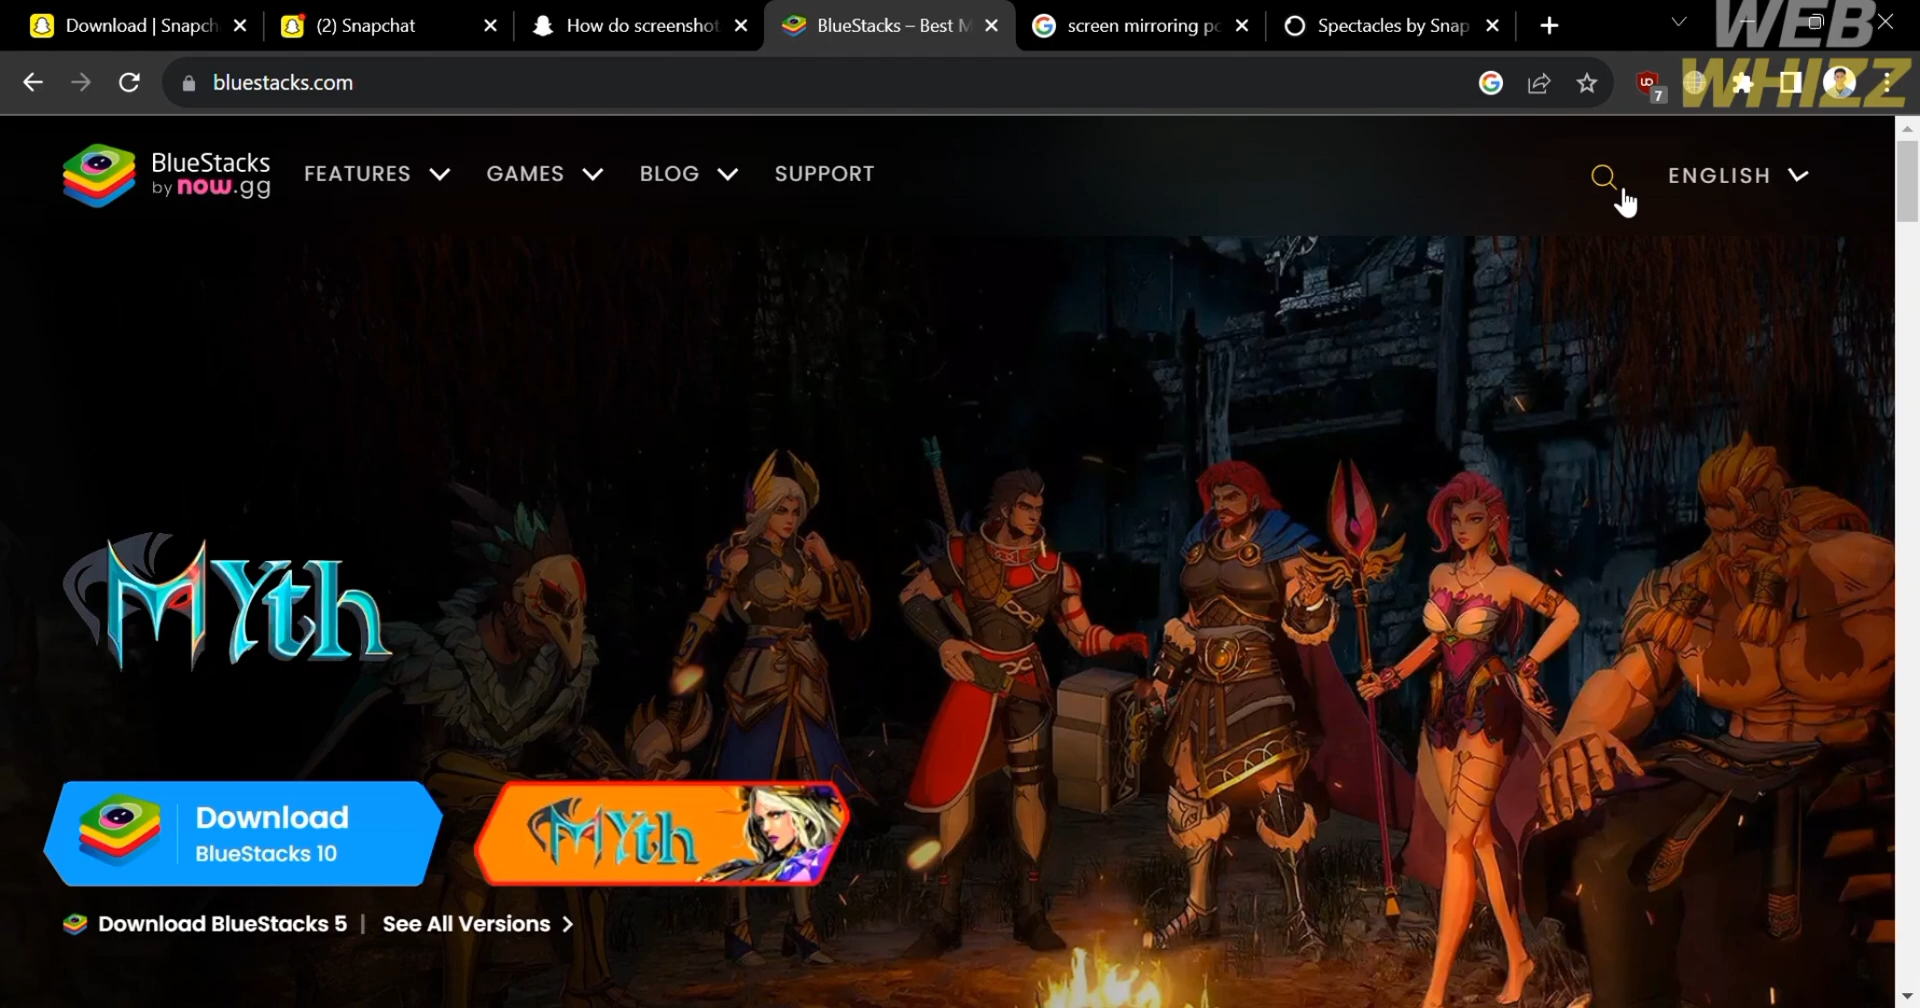 Download | Snapch
(2) Snapchat
How do screenshot
BlueStacks – Best M
screen mirroring pc
Spectacles by Snap
WEB
WHIZZ
bluestacks.com
7
BlueStacks
by now.gg
FEATURES
GAMES
BLOG
SUPPORT
ENGLISH
Myth
Download
BlueStacks 10
Myth
Download BlueStacks 5 | See All Versions >